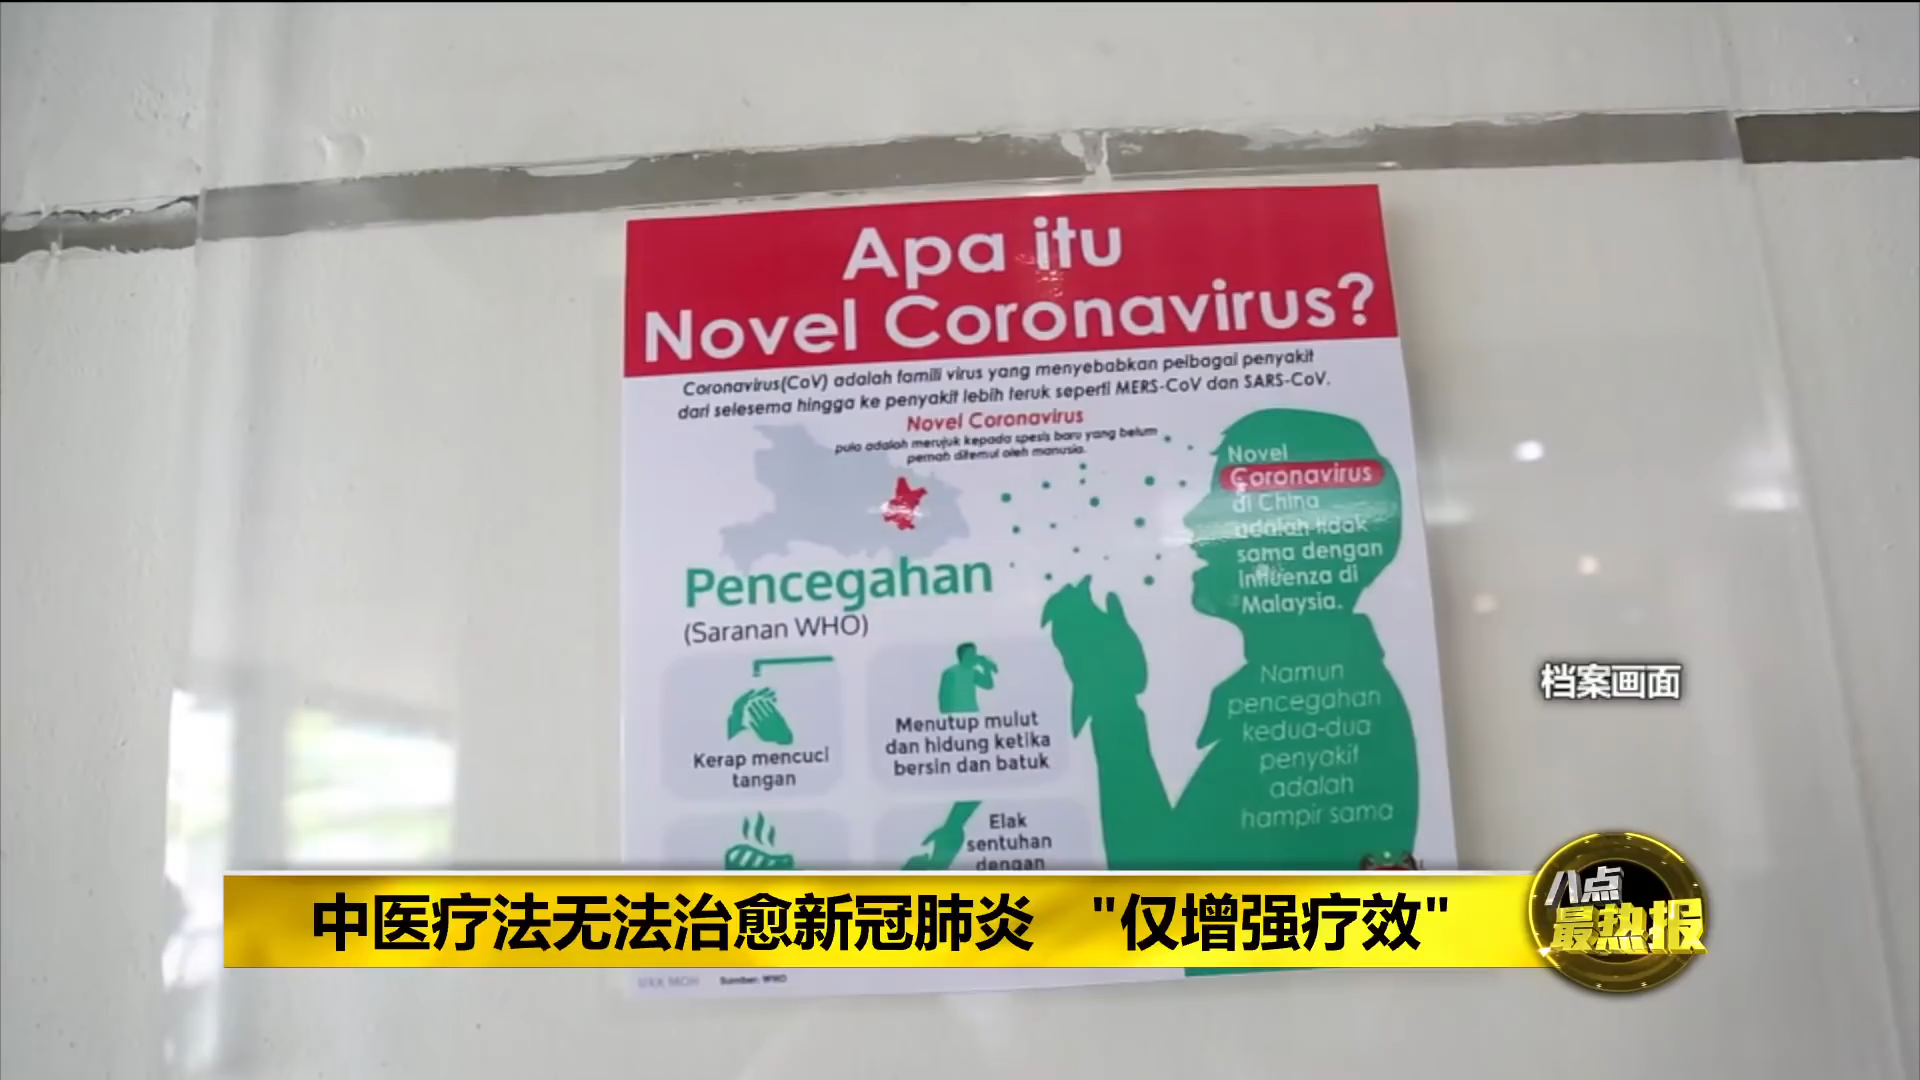 Apa itu
Novel Coronavirus?
Coronavirus(CoV) adalah famili virus yang menyebabkan pelbagai penyakit
dari selesema hingga ke penyakit lebih teruk seperti MERS-CoV dan SARS-CoV.
Novel Coronavirus
pula adalah merujuk kepada spesis baru yang belum
pernah ditemui oleh manusia.
Novel
Coronavirus
di China
adalah tidak
sama dengan
Influenza di
Malaysia.
Pencegahan
(Saranan WHO)
Kerap mencuci
tangan
Menutup mulut
dan hidung ketika
bersin dan batuk
Elak
sentuhan
dengan
Namun
pencegahan
kedua-dua
penyakit
adalah
hampir sama
档案画面
中医疗法无法治愈新冠肺炎 "仅增强疗效"
八点
最热报
Sumber: WHO